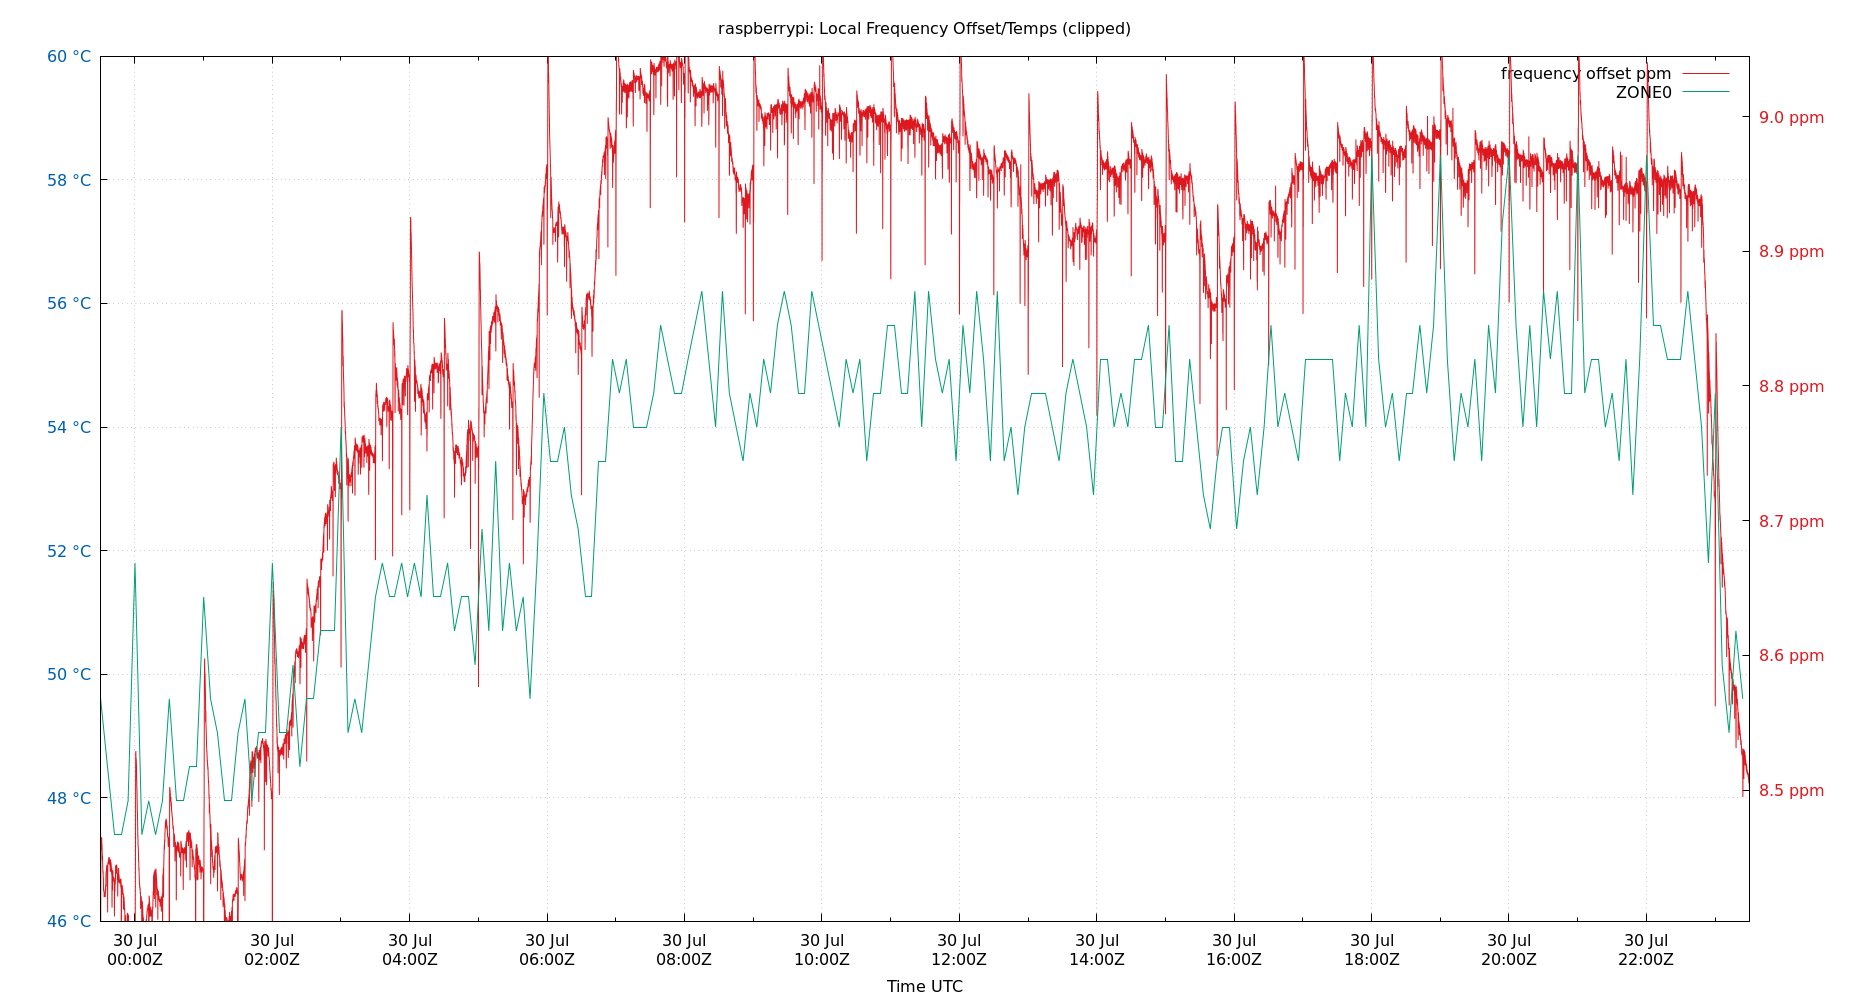 raspberrypi: Local Frequency Offset/Temps (clipped)
60 °C
58 °C
56 °C
54 °C
52 °C
50 °C
48 °C
46 °C
frequency offset ppm
ZONE0
9.0 ppm
8.9 ppm
8.8 ppm
8.7 ppm
8.6 ppm
8.5 ppm
30 Jul 30 Jul 30 Jul 30 Jul 30 Jul 30 Jul 30 Jul 30 Jul 30 Jul 30 Jul 30 Jul 30 Jul
00:00Z 02:00Z 04:00Z 06:00Z 08:00Z 10:00Z 12:00Z 14:00Z 16:00Z 18:00Z 20:00Z 22:00Z
Time UTC